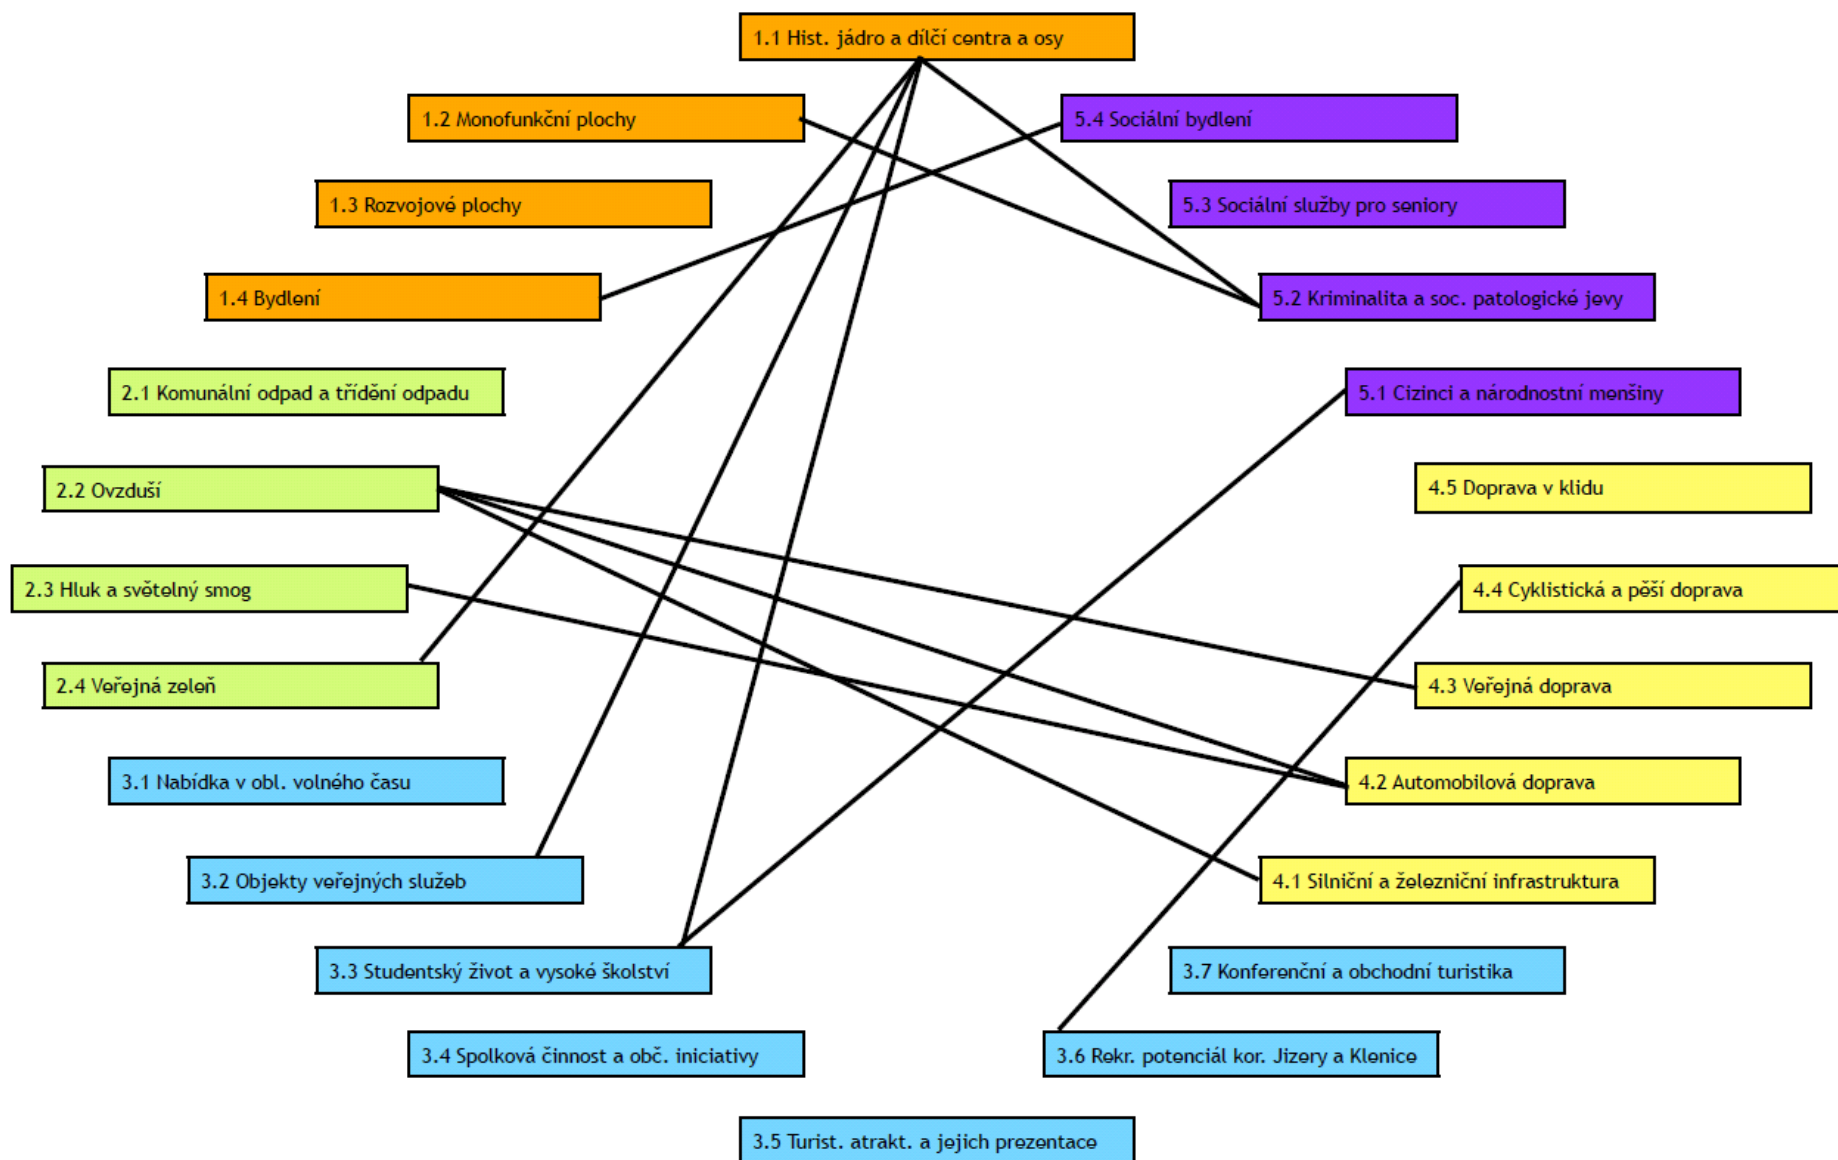 1.1 Hist. jádro a dílčí centra a osy
1.2 Monofunkční plochy
5.4 Sociální bydlení
1.3 Rozvojové plochy
5.3 Sociální služby pro seniory
1.4 Bydlení
5.2 Kriminalita a soc. patologické jevy
2.1 Komunální odpad a třídění odpadu
5.1 Cizinci a národnostní menšiny
2.2 Ovzduší
4.5 Doprava v klidu
2.3 Hluk a světelný smog
4.4 Cyklistická a pěší doprava
2.4 Veřejná zeleň
4.3 Veřejná doprava
3.1 Nabídka v obl. volného času
4.2 Automobilová doprava
3.2 Objekty veřejných služeb
4.1 Silniční a železniční infrastruktura
3.3 Studentský život a vysoké školství
3.7 Konferenční a obchodní turistika
3.4 Spolková činnost a obč. iniciativy
3.6 Rekr. potenciál kor. Jizery a Klenice
3.5 Turist. atrakt. a jejich prezentace